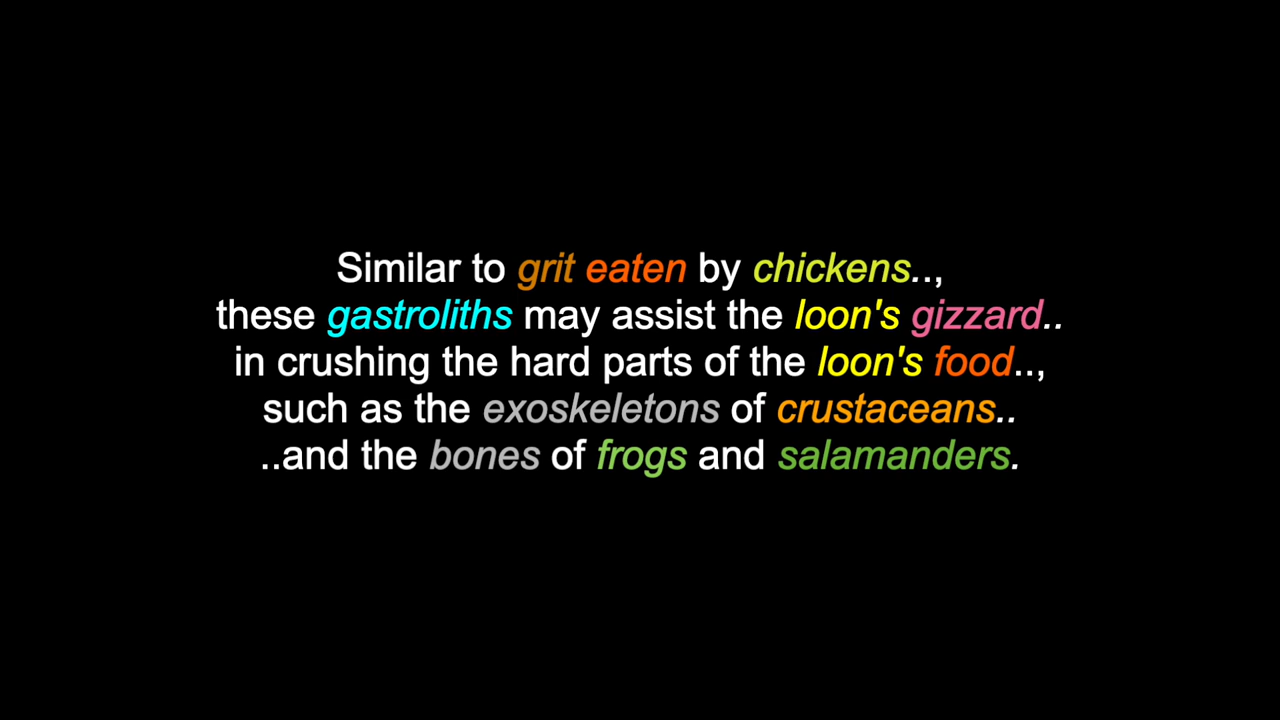 Similar to grit eaten by chickens..,
these gastroliths may assist the loon's gizzard..
in crushing the hard parts of the loon's food..,
such as the exoskeletons of crustaceans..
..and the bones of frogs and salamanders.